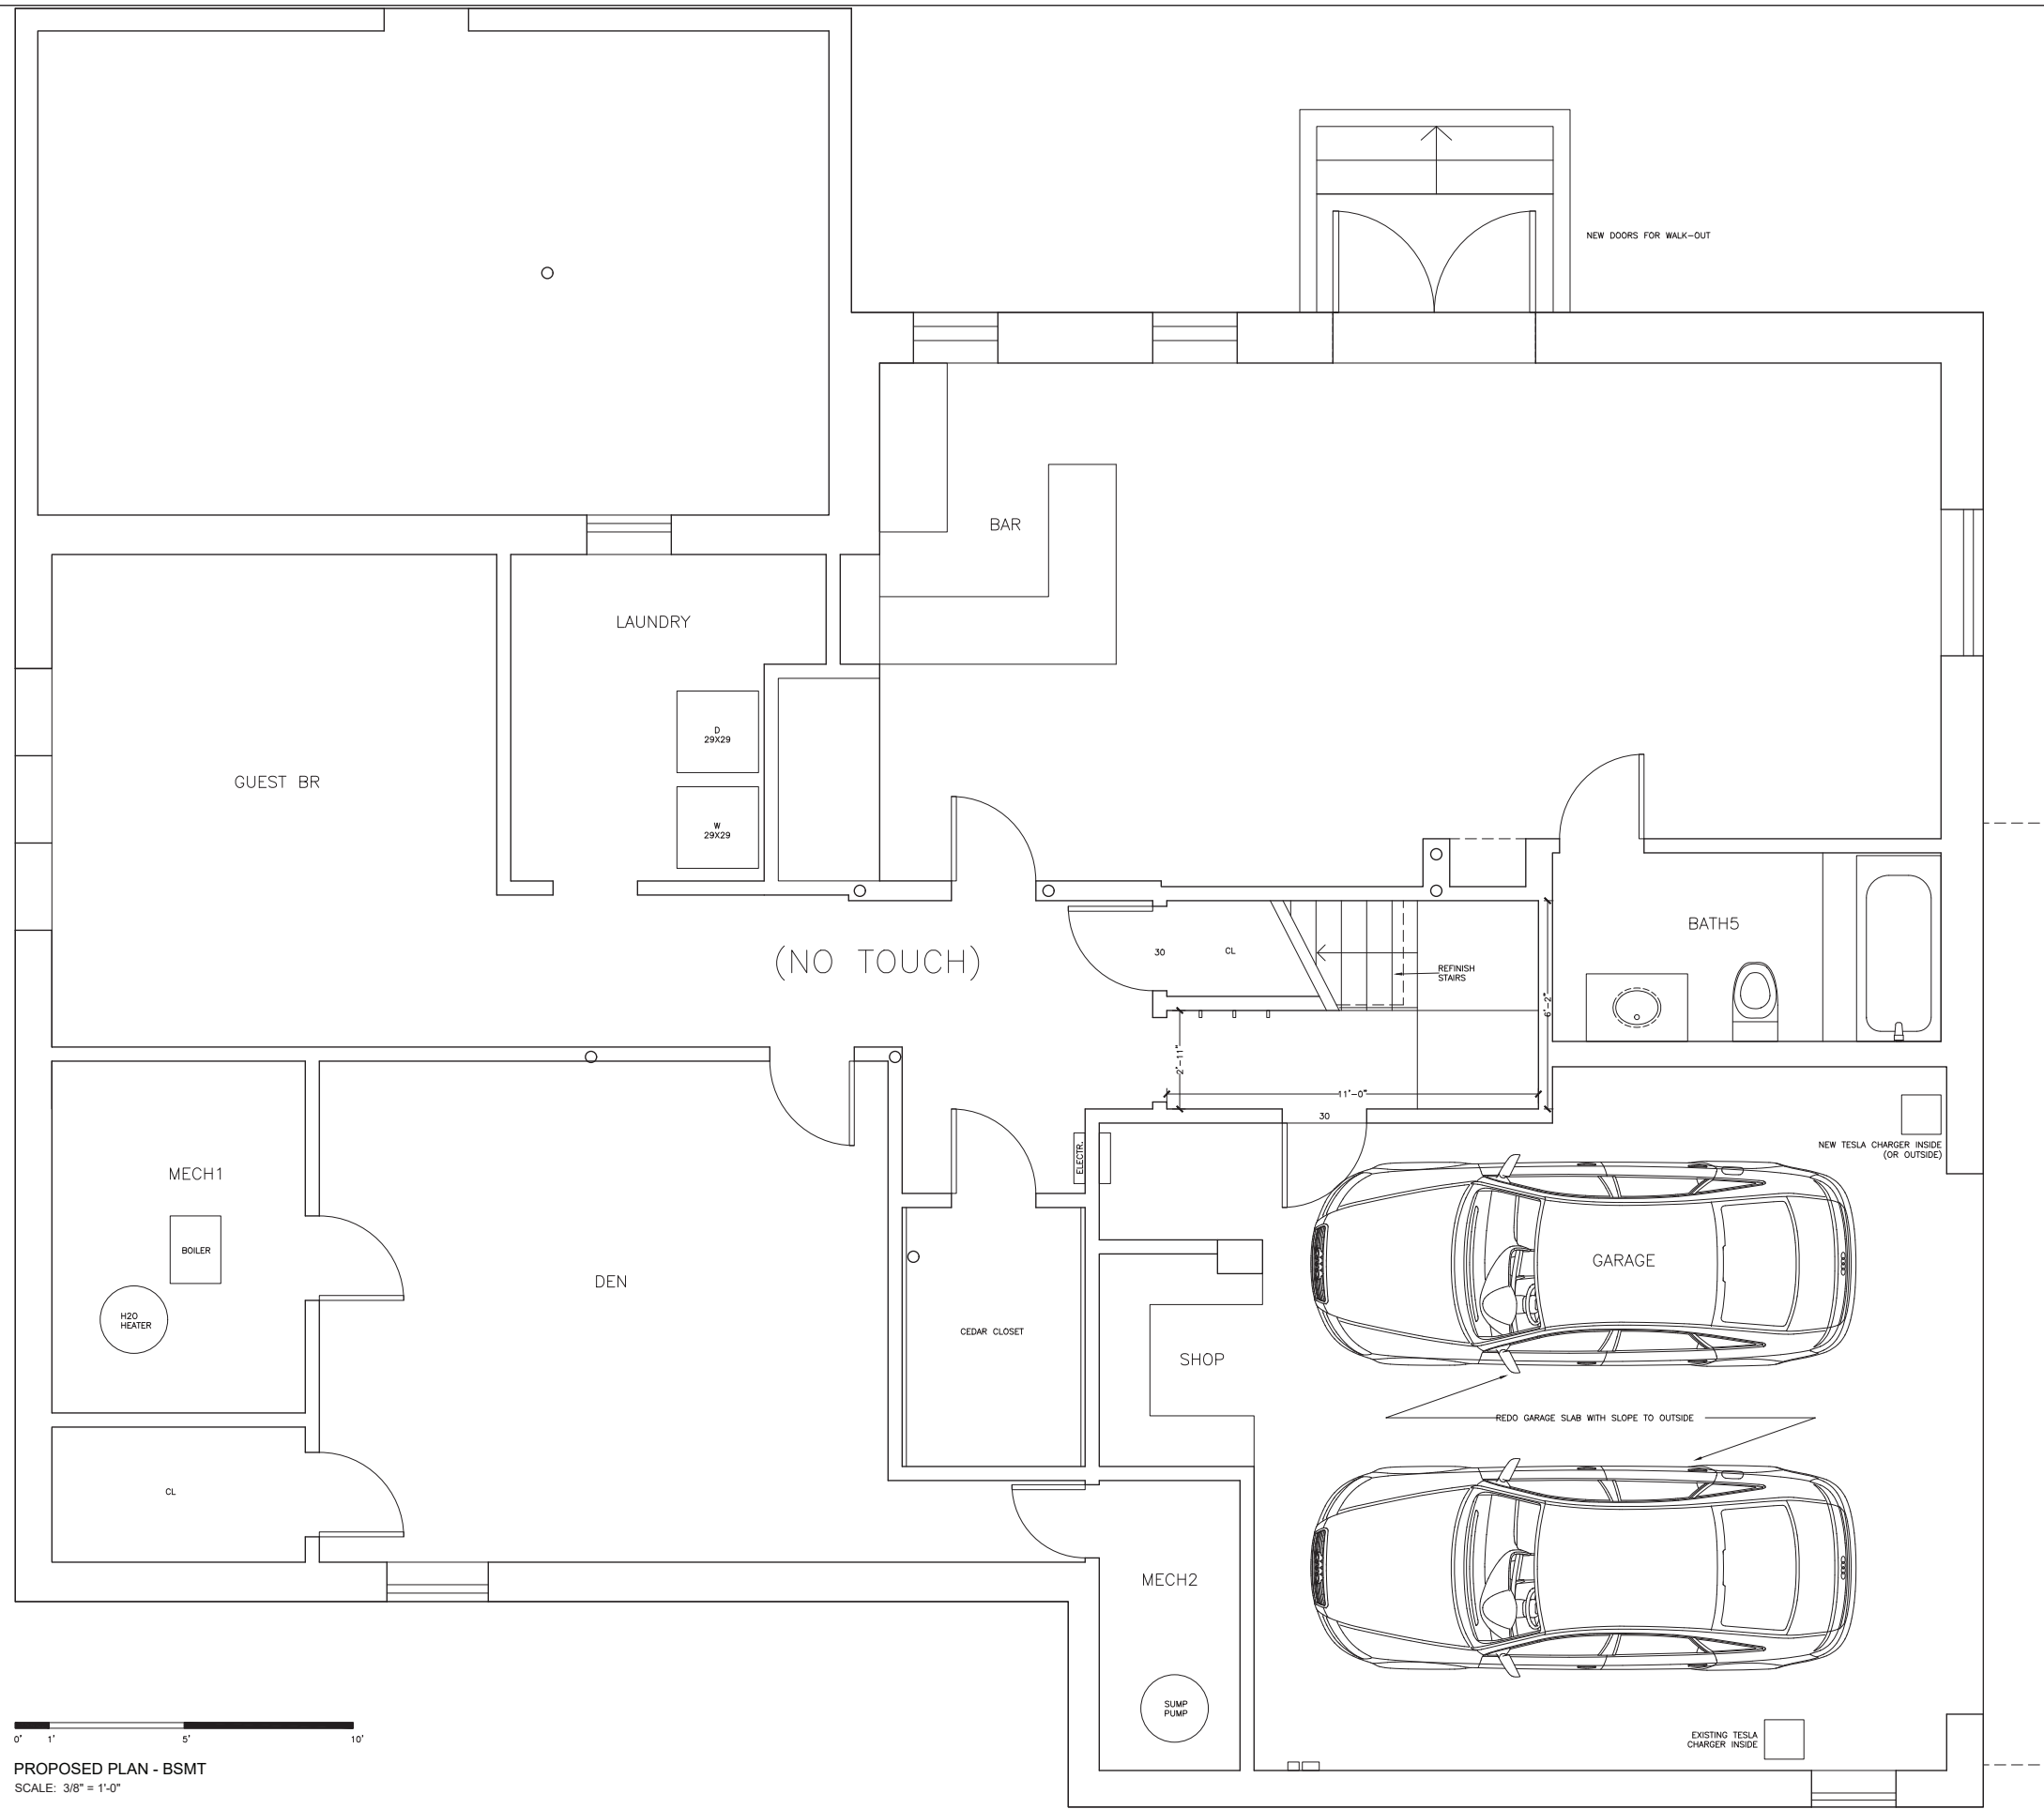 NEW DOORS FOR WALK-OUT
BAR
LAUNDRY
D
29X29
GUEST BR
W
29X29
BATH5
(NO TOUCH)
30
CL
REFINISH
STAIRS
6'-2"
2'-11"
11'-0"
30
ELECTR.
NEW TESLA CHARGER INSIDE
(OR OUTSIDE)
MECH1
BOILER
GARAGE
DEN
H2O
HEATER
CEDAR CLOSET
SHOP
REDO GARAGE SLAB WITH SLOPE TO OUTSIDE
CL
MECH2
SUMP
PUMP
EXISTING TESLA
CHARGER INSIDE
0' 1' 5' 10'
PROPOSED PLAN - BSMT
SCALE: 3/8" = 1'-0"